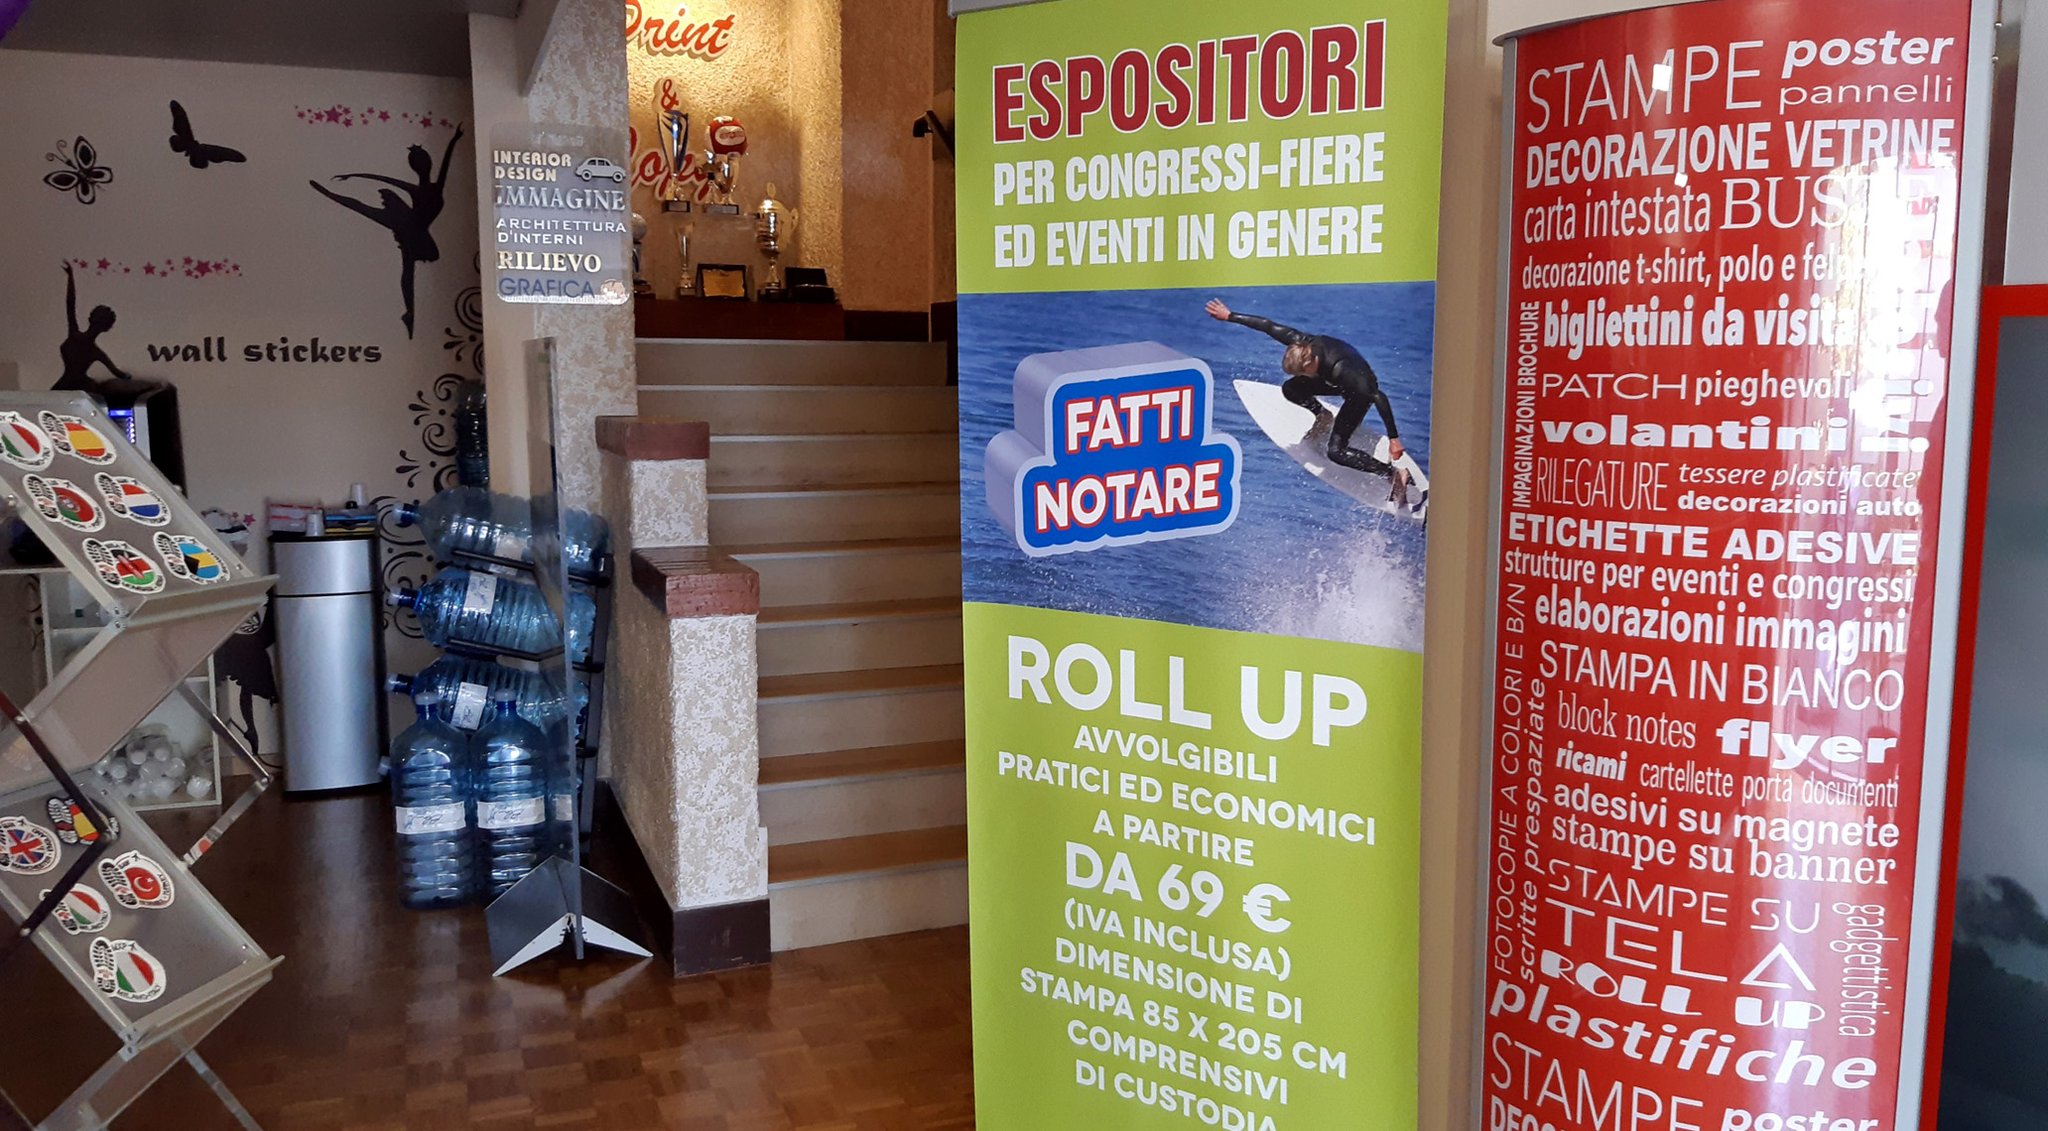 Print
&
Copy
INTERIOR
DESIGN
IMMAGINE
ARCHITETTURA
D'INTERNI
RILIEVO
GRAFICA
wall stickers
ESPOSITORI
PER CONGRESSI-FIERE
ED EVENTI IN GENERE
FATTI
NOTARE
ROLL UP
AVVOLGIBILI
PRATICI ED ECONOMICI
A PARTIRE
DA 69 €
(IVA INCLUSA)
DIMENSIONE DI
STAMPA 85 X 205 CM
COMPRENSIVI
DI CUSTODIA
STAMPE poster
pannelli
DECORAZIONE VETRINE
carta intestata
decorazione t-shirt, polo e
bigliettini da visita
IMPAGINAZIONI BROCHURE
PATCH pieghevoli
volantini
RILEGATURE tessere plastificate
decorazioni auto
ETICHETTE ADESIVE
strutture per eventi e congressi
elaborazioni immagini
STAMPA IN BIANCO
FOTOCOPIE A COLORI E B/N
scritte prespaziate
block notes flyer
ricami cartellette porta documenti
adesivi su magnete
stampe su banner
STAMPE SU
TELA
gadgettistica
ROLL UP
plastifiche
STAMPE poster